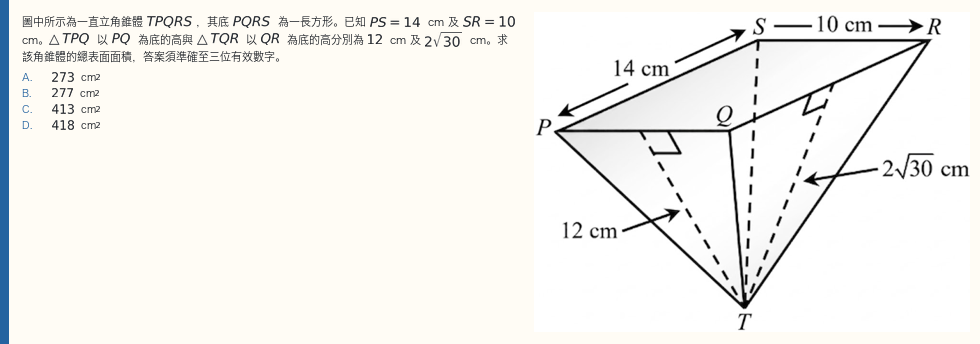 圖中所示為一直立角錐體 TPQRS﹐其底 PQRS 為一長方形。已知 PS = 14 cm 及 SR = 10
cm。△TPQ 以 PQ 為底的高與 △TQR 以 QR 為底的高分別為 12 cm 及 2√30 cm。求
該角錐體的總表面面積﹐答案須準確至三位有效數字。
A. 273 cm²
B. 277 cm²
C. 413 cm²
D. 418 cm²
S 10 cm R
14 cm
P Q
2√30 cm
12 cm
T